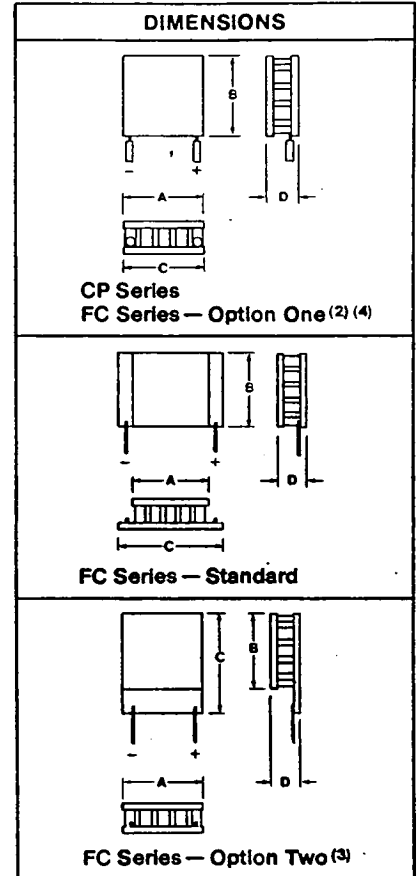 DIMENSIONS
B
- +
D
A
C
CP Series
FC Series — Option One (2) (4)
B
- +
D
A
C
FC Series — Standard
C
B
- +
D
A
FC Series — Option Two (3)